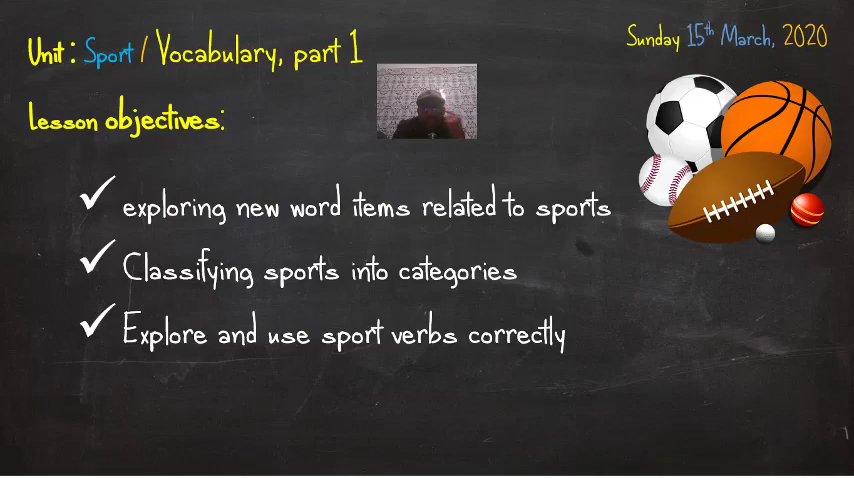 Unit: Sport / Vocabulary, part 1
Sunday 15th March, 2020
Lesson objectives:
✓ exploring new word items related to sports
✓ Classifying sports into categories
✓ Explore and use sport verbs correctly